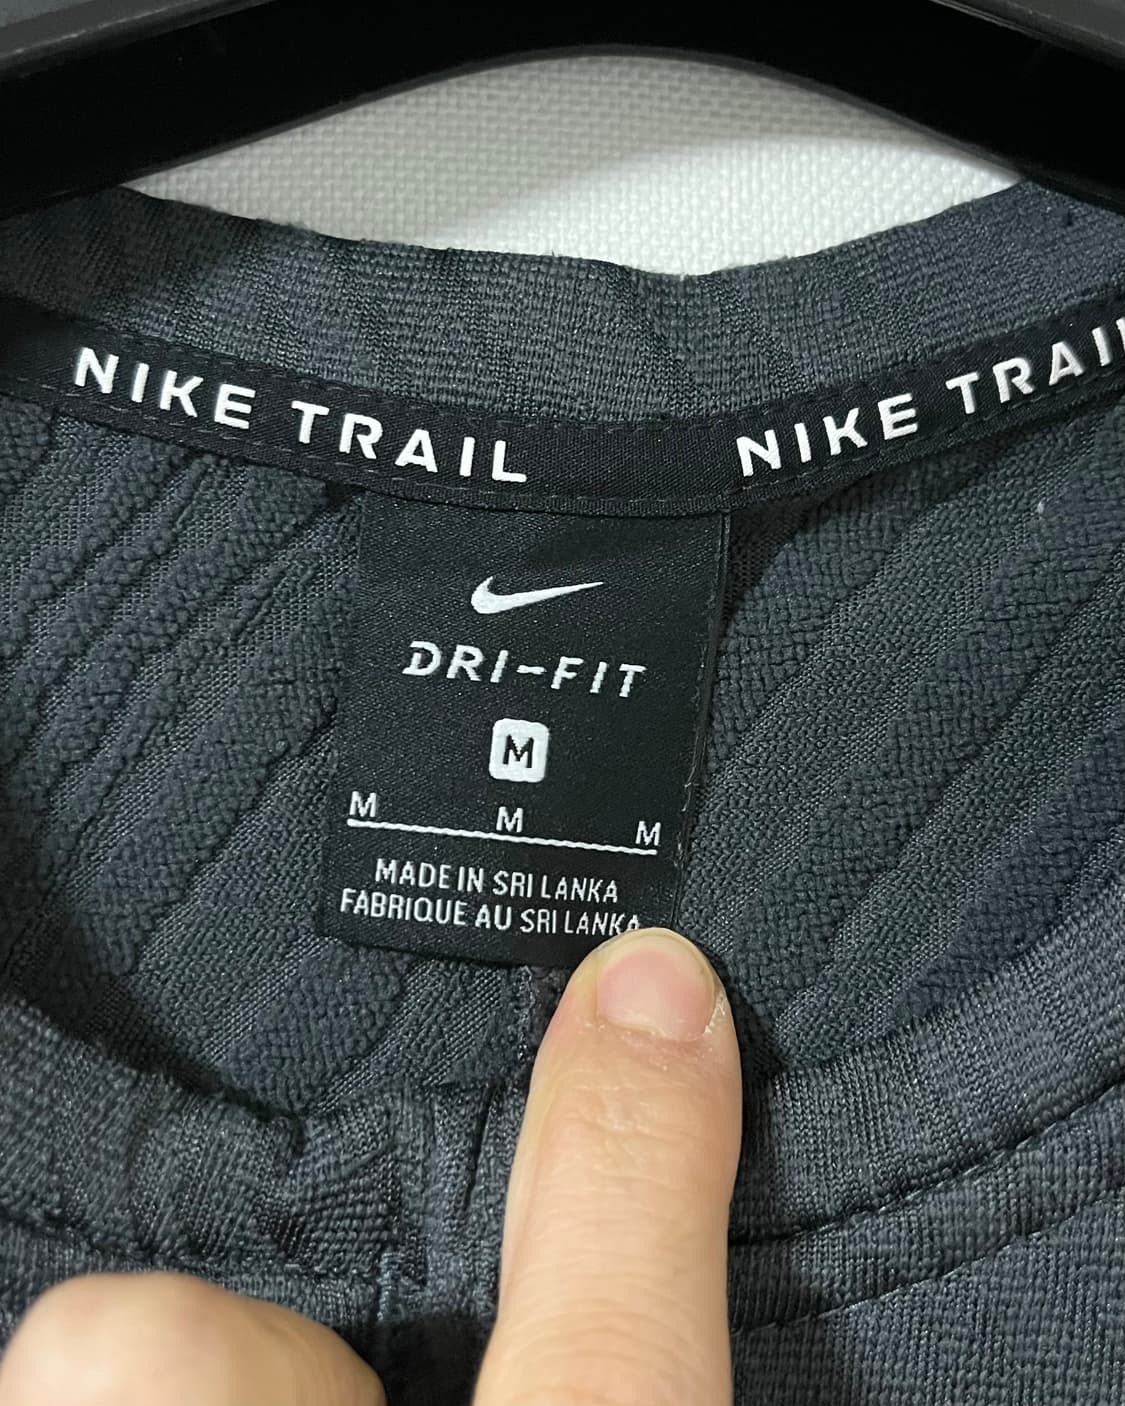 NIKE TRAIL NIKE TRAIL
DRI-FIT
M
M M M
MADE IN SRI LANKA
FABRIQUE AU SRI LANKA